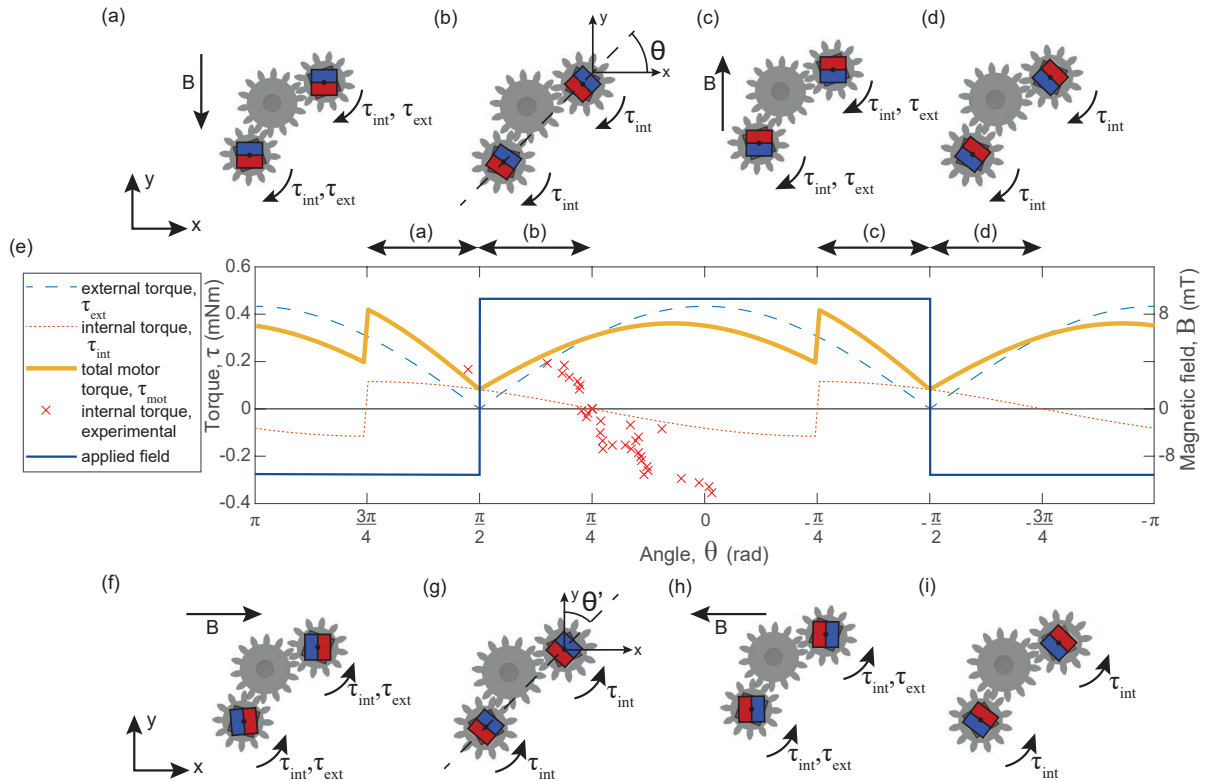 (a)
(b)
(c)
(d)
B
τint, τext
τint,τext
y
x
y
x
θ
τint
τint
B
τint, τext
τint, τext
τint
τint
(e)
(a)
(b)
(c)
(d)
external torque,
τext
internal torque,
τint
total motor
torque, τmot
internal torque,
experimental
applied field
Torque, τ (mNm)
0.6
0.4
0.2
0
-0.2
-0.4
8
0
-8
Magnetic field, B (mT)
π
3π/4
π/2
π/4
0
-π/4
-π/2
-3π/4
-π
Angle, θ (rad)
(f)
(g)
(h)
(i)
B
τint,τext
τint,τext
y
x
y
x
θ'
τint
τint
B
τint,τext
τint,τext
τint
τint